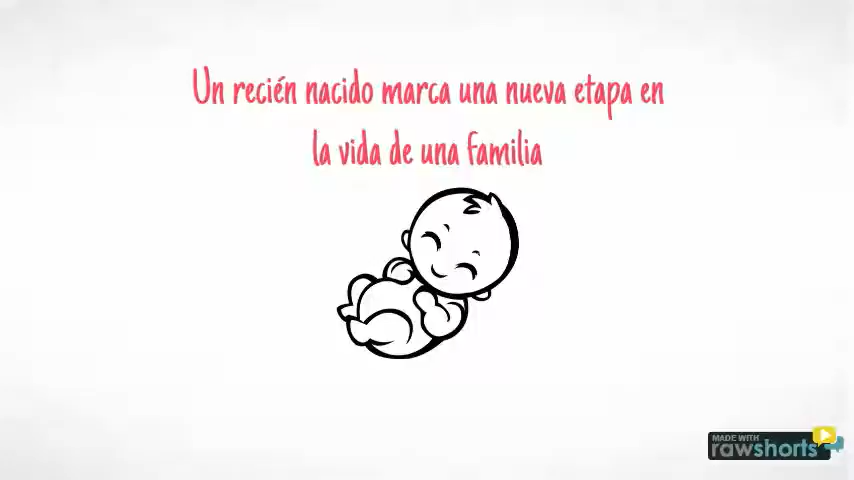 Un recién nacido marca una nueva etapa en
la vida de una familia
MADE WITH
rawshorts